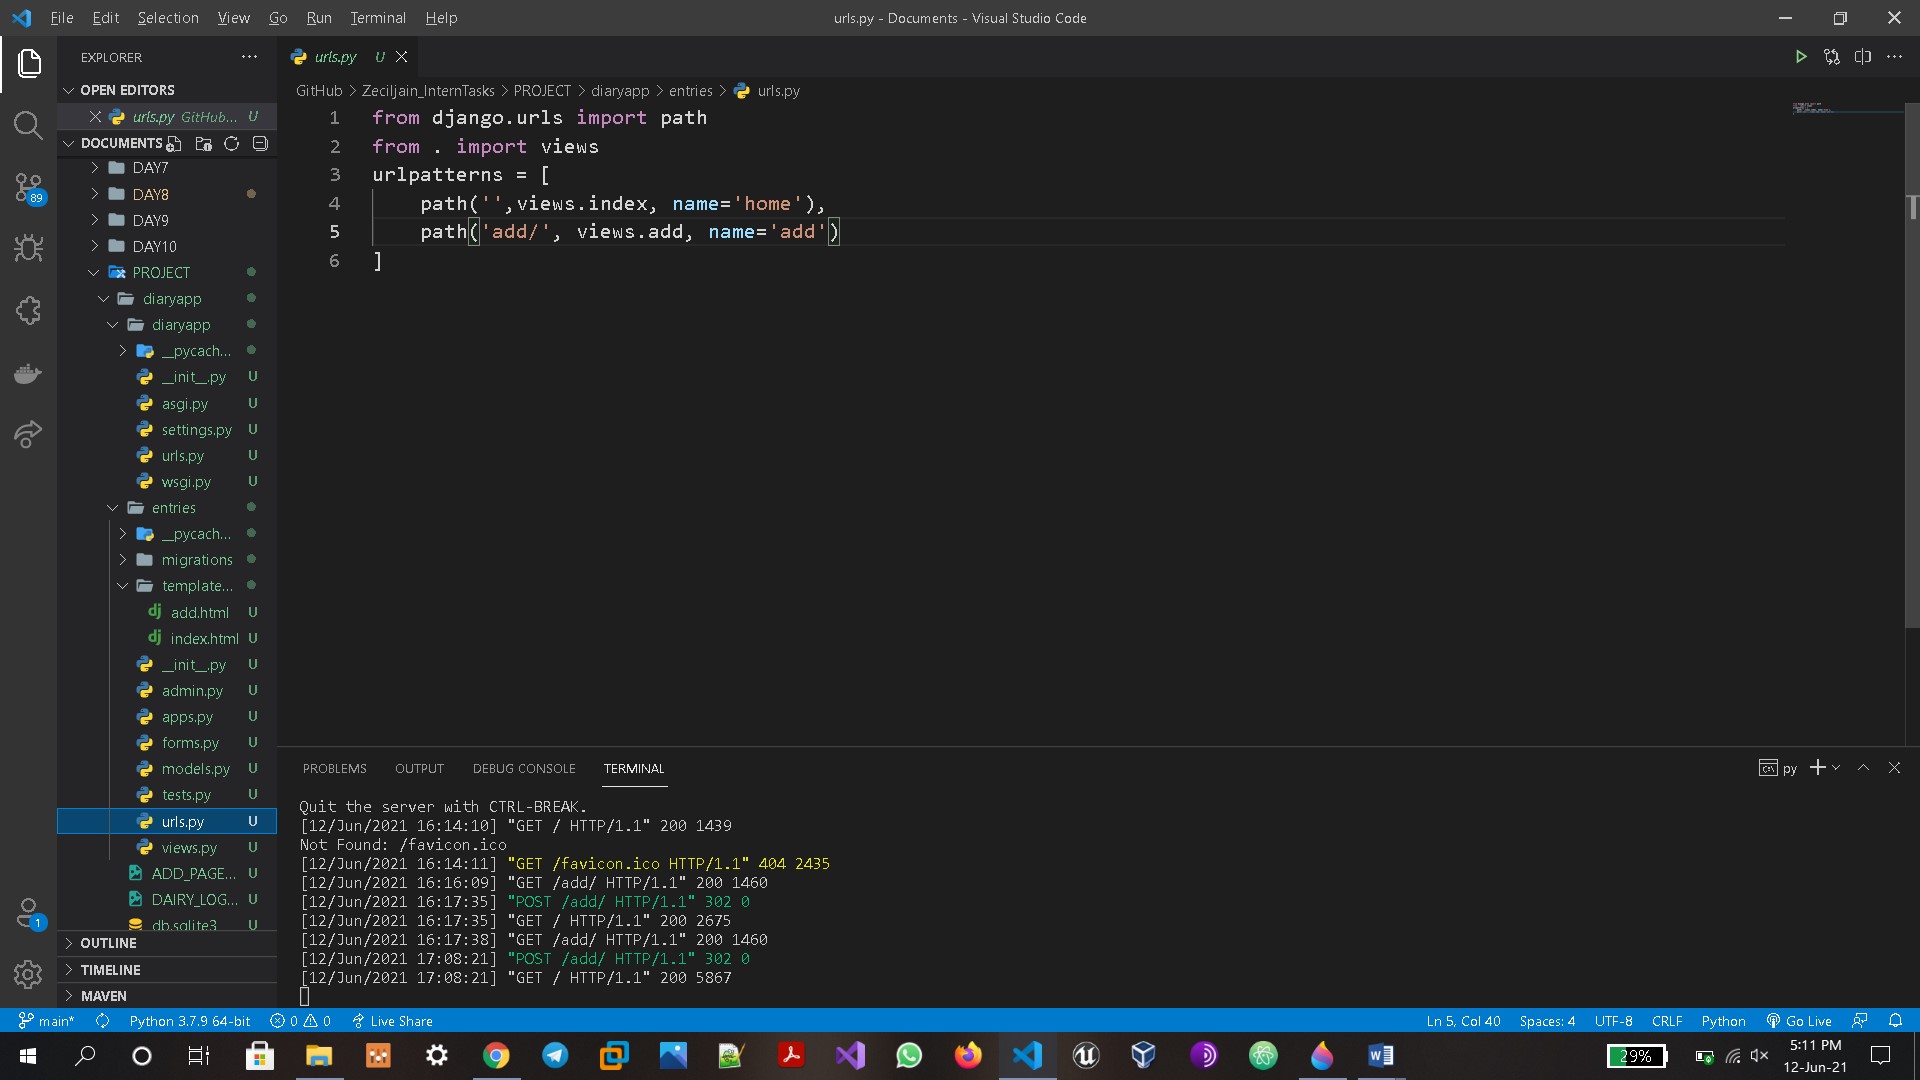 File Edit Selection View Go Run Terminal Help
urls.py - Documents - Visual Studio Code
EXPLORER
OPEN EDITORS
urls.py GitHub... U
DOCUMENTS
DAY7
DAY8
DAY9
DAY10
PROJECT
diaryapp
diaryapp
__pycach...
__init__.py U
asgi.py U
settings.py U
urls.py U
wsgi.py U
entries
__pycach...
migrations
template...
add.html U
index.html U
__init__.py U
admin.py U
apps.py U
forms.py U
models.py U
tests.py U
urls.py U
views.py U
ADD_PAGE... U
DAIRY_LOG... U
db.sqlite3 U
OUTLINE
TIMELINE
MAVEN
89
1
urls.py U
GitHub > Zeciljain_InternTasks > PROJECT > diaryapp > entries > urls.py
1 from django.urls import path
2 from . import views
3 urlpatterns = [
4 path('',views.index, name='home'),
5 path('add/', views.add, name='add')
6 ]
PROBLEMS OUTPUT DEBUG CONSOLE TERMINAL
py
Quit the server with CTRL-BREAK.
[12/Jun/2021 16:14:10] "GET / HTTP/1.1" 200 1439
Not Found: /favicon.ico
[12/Jun/2021 16:14:11] "GET /favicon.ico HTTP/1.1" 404 2435
[12/Jun/2021 16:16:09] "GET /add/ HTTP/1.1" 200 1460
[12/Jun/2021 16:17:35] "POST /add/ HTTP/1.1" 302 0
[12/Jun/2021 16:17:35] "GET / HTTP/1.1" 200 2675
[12/Jun/2021 16:17:38] "GET /add/ HTTP/1.1" 200 1460
[12/Jun/2021 17:08:21] "POST /add/ HTTP/1.1" 302 0
[12/Jun/2021 17:08:21] "GET / HTTP/1.1" 200 5867
main* Python 3.7.9 64-bit 0 0 Live Share Ln 5, Col 40 Spaces: 4 UTF-8 CRLF Python Go Live
29%
5:11 PM
12-Jun-21